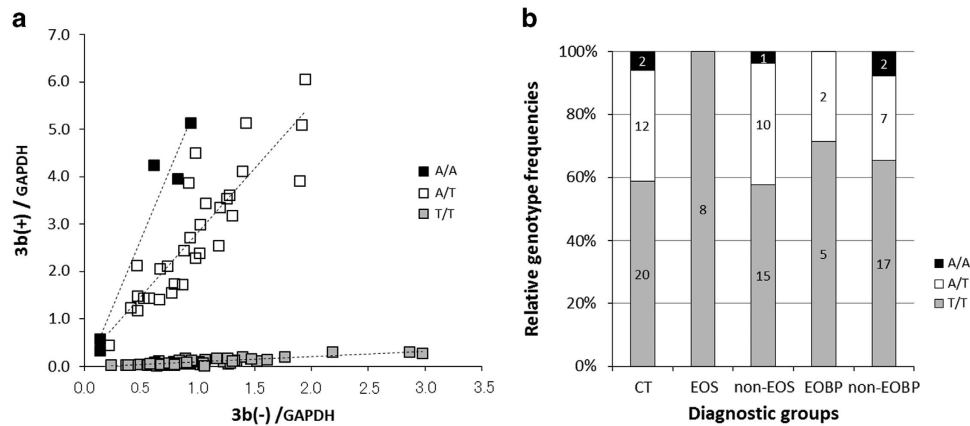 a
3b(+) / GAPDH
7.0
6.0
5.0
4.0
3.0
2.0
1.0
0.0
0.0 0.5 1.0 1.5 2.0 2.5 3.0 3.5
3b(-) /GAPDH
A/A
A/T
T/T
b
Relative genotype frequencies
100%
80%
60%
40%
20%
0%
2 1 2
12 10 2 7
20 8 15 5 17
CT EOS non-EOS EOBP non-EOBP
Diagnostic groups
A/A
A/T
T/T